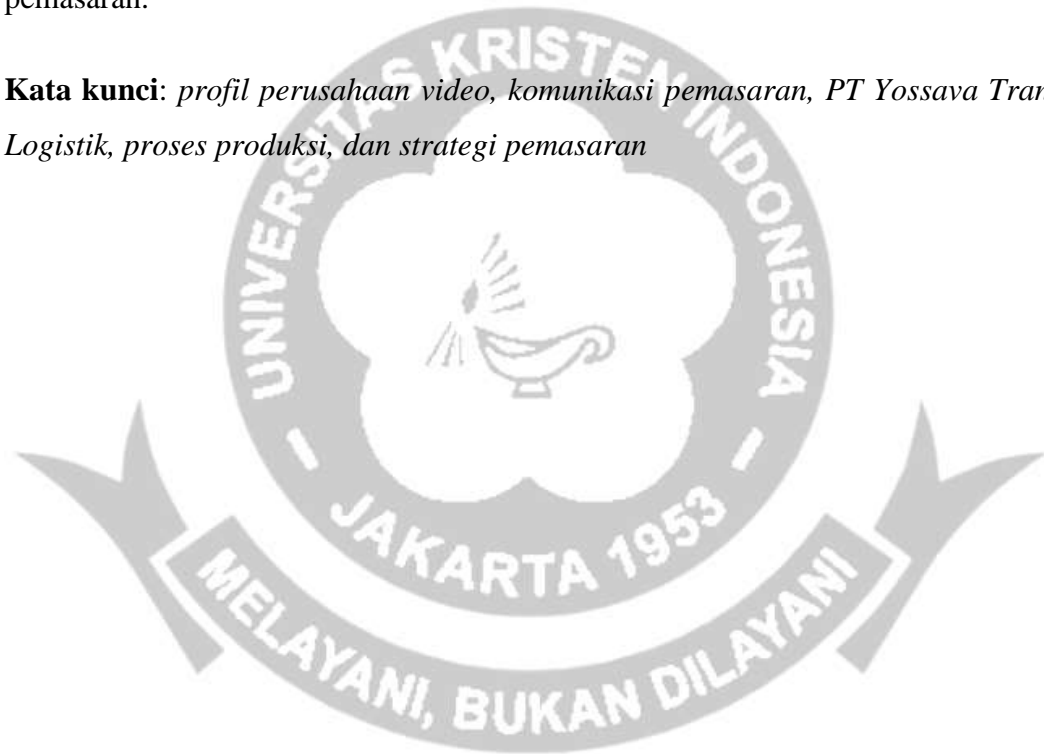 pemasaran.
Kata kunci: profil perusahaan video, komunikasi pemasaran, PT Yossava Tran
Logistik, proses produksi, dan strategi pemasaran
UNIVERSITAS KRISTEN INDONESIA
- JAKARTA 1953 -
MELAYANI, BUKAN DILAYANI